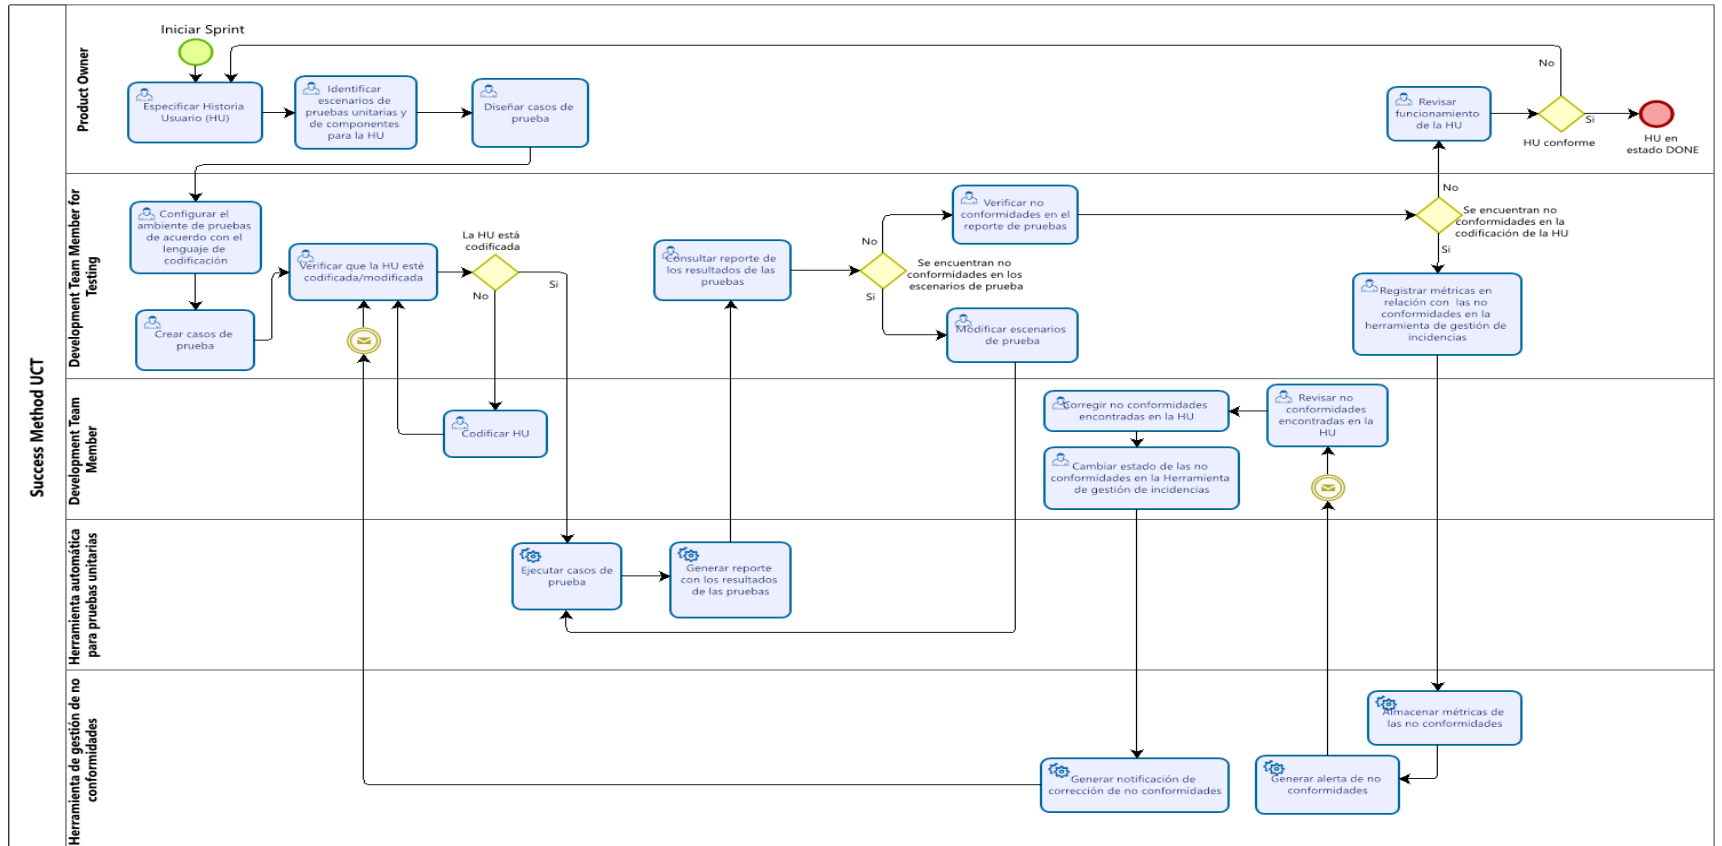 Success Method UCT
Product Owner
Iniciar Sprint
Especificar Historia
Usuario (HU)
Identificar
escenarios de
pruebas unitarias y
de componentes
para la HU
Diseñar casos de
prueba
Revisar
funcionamiento
de la HU
No
Si
HU conforme
HU en
estado DONE
Development Team Member for
Testing
Configurar el
ambiente de pruebas
de acuerdo con el
lenguaje de
codificación
Crear casos de
prueba
Verificar que la HU esté
codificada/modificada
La HU está
codificada
No
Si
Consultar reporte de
los resultados de las
pruebas
No
Si
Se encuentran no
conformidades en los
escenarios de prueba
Verificar no
conformidades en el
reporte de pruebas
Modificar escenarios
de prueba
No
Se encuentran no
conformidades en la
codificación de la HU
Si
Registrar métricas en
relación con las no
conformidades en la
herramienta de gestión de
incidencias
Development Team
Member
Codificar HU
Corregir no conformidades
encontradas en la HU
Revisar no
conformidades
encontradas en la
HU
Cambiar estado de las no
conformidades en la Herramienta
de gestión de incidencias
Herramienta automática
para pruebas unitarias
Ejecutar casos de
prueba
Generar reporte
con los resultados
de las pruebas
Herramienta de gestión de no
conformidades
Almacenar métricas de
las no conformidades
Generar notificación de
corrección de no conformidades
Generar alerta de no
conformidades